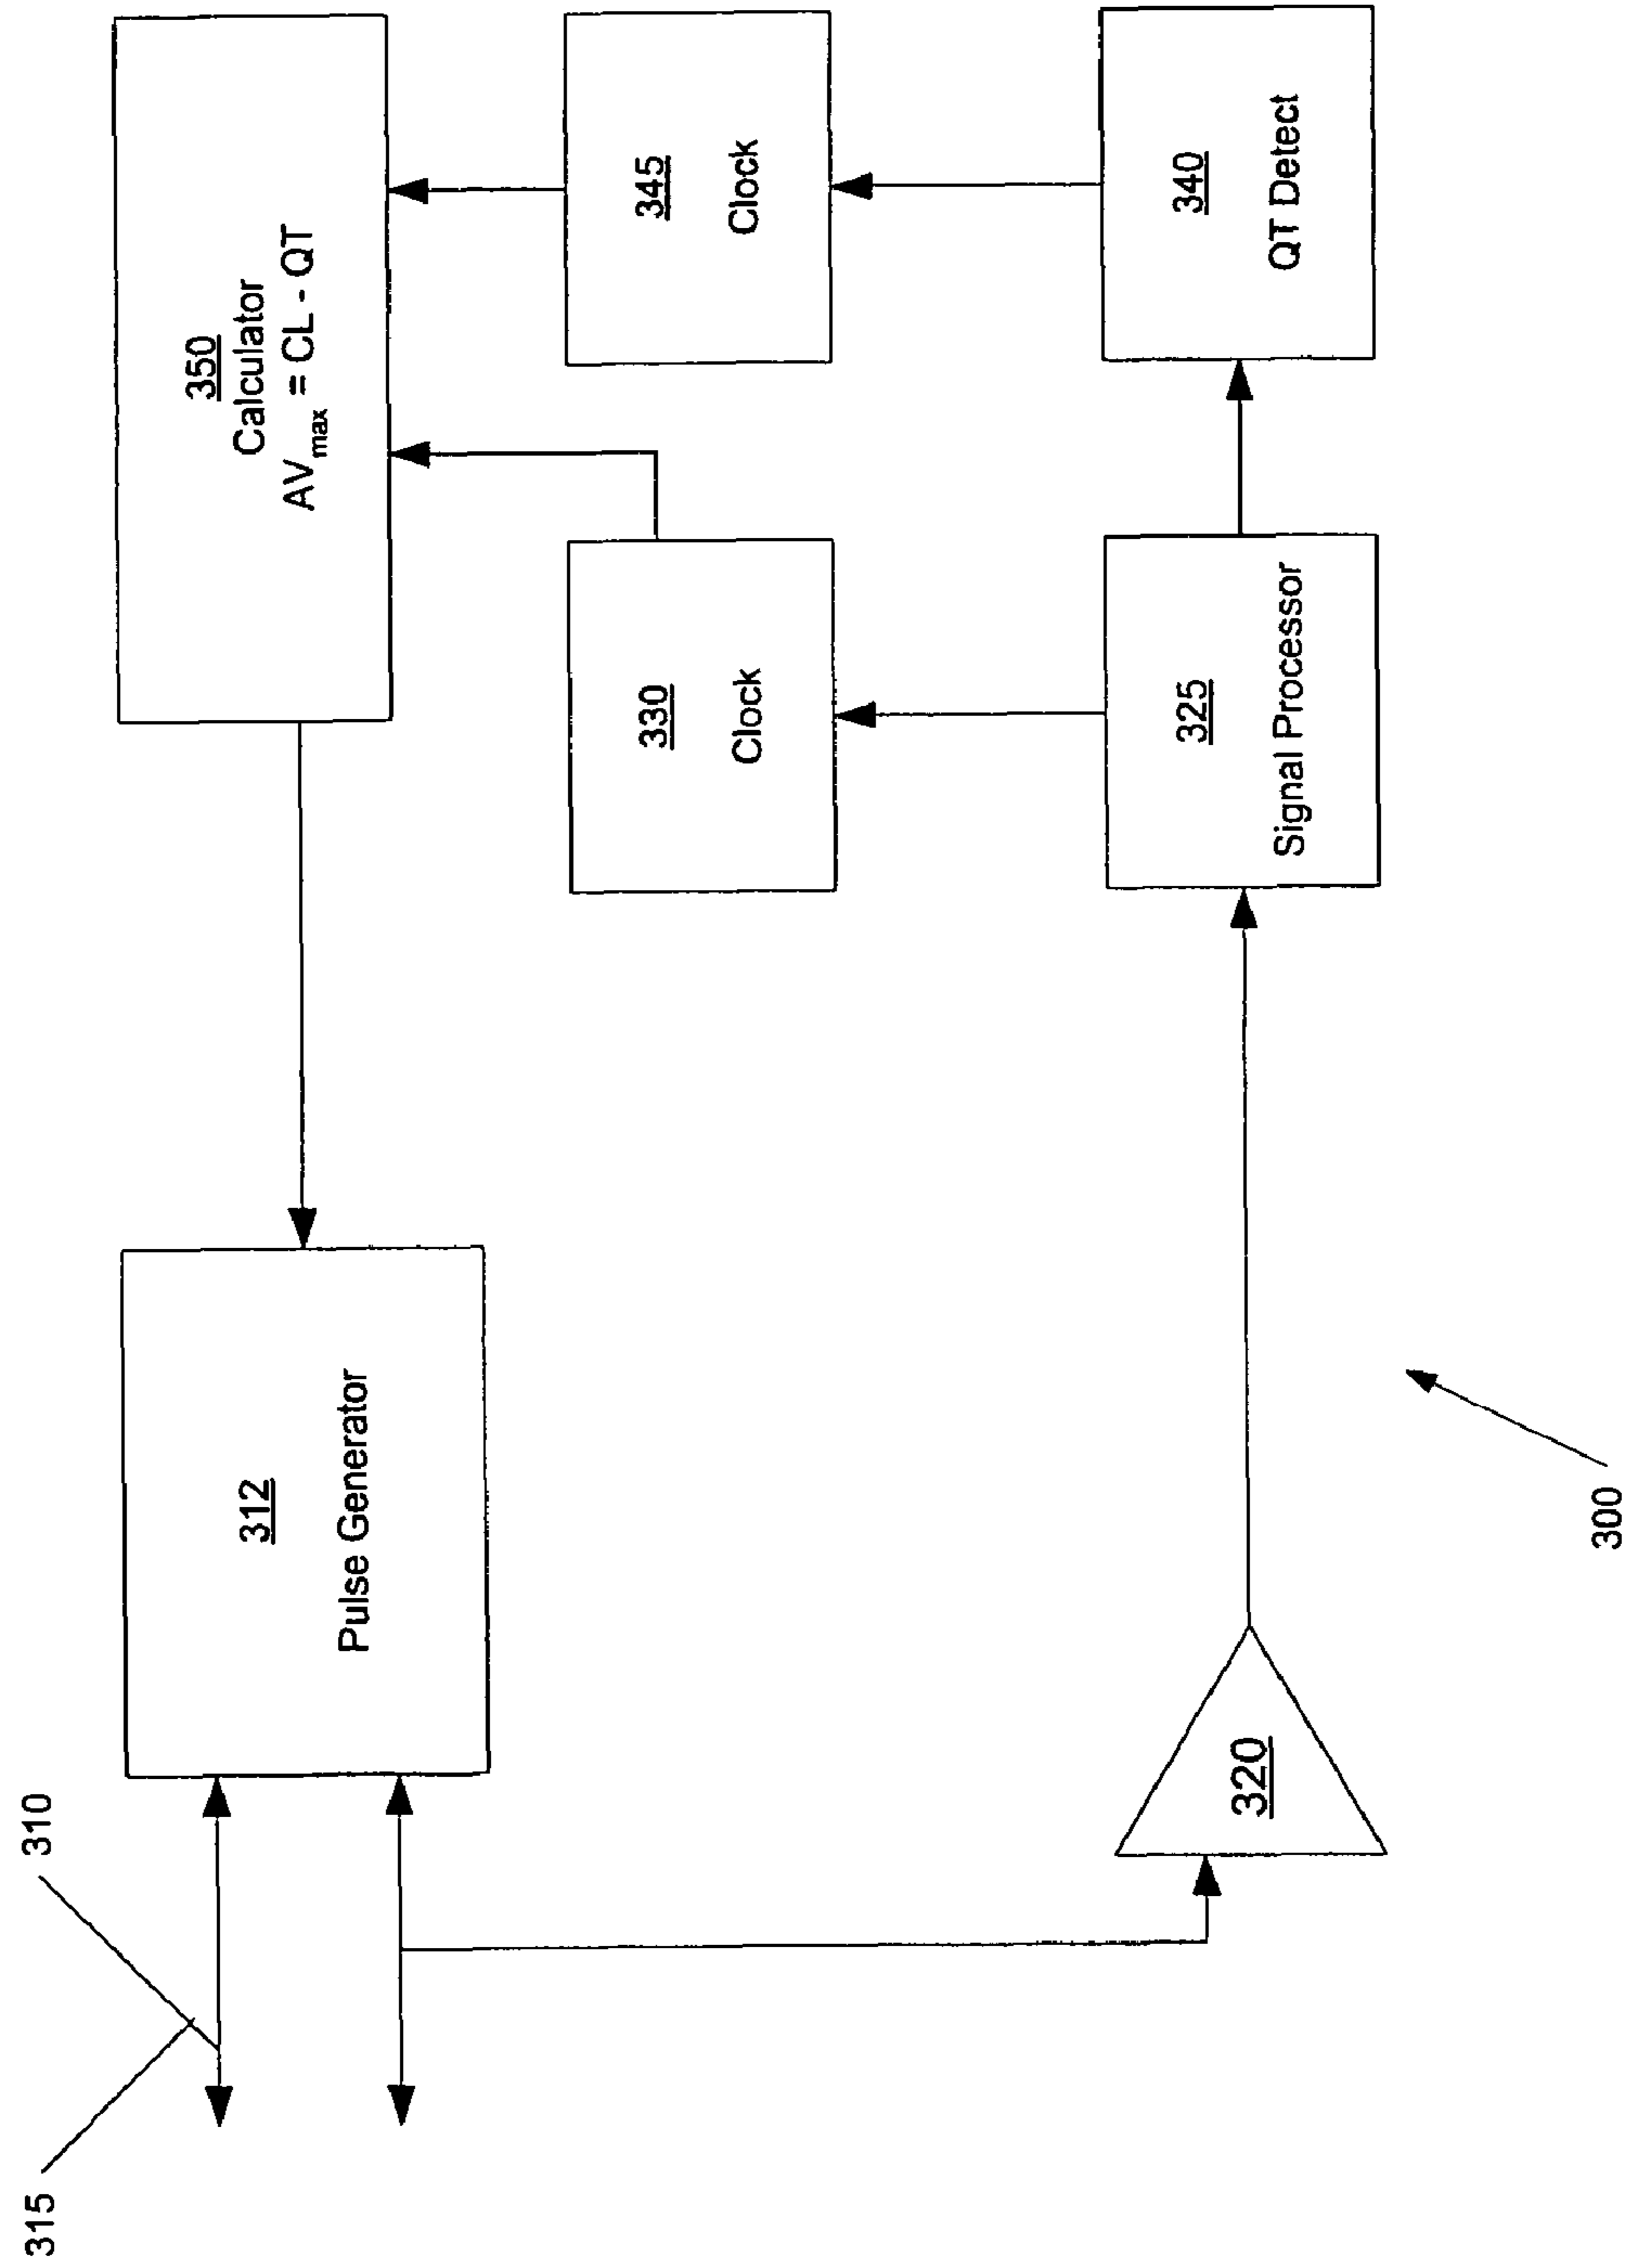 315
310
312
Pulse Generator
350
Calculator
AVmax = CL - QT
330
Clock
345
Clock
320
325
Signal Processor
340
QT Detect
300